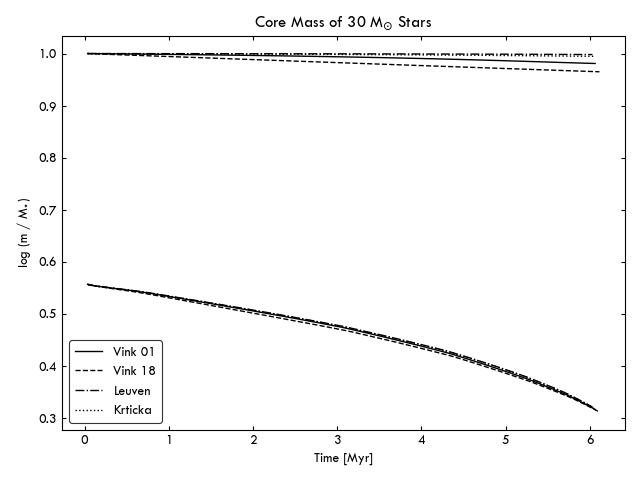 Core Mass of 30 M☉ Stars
log (m / M⋆)
1.0
0.9
0.8
0.7
0.6
0.5
0.4
0.3
Vink 01
Vink 18
Leuven
Krticka
0 1 2 3 4 5 6
Time [Myr]